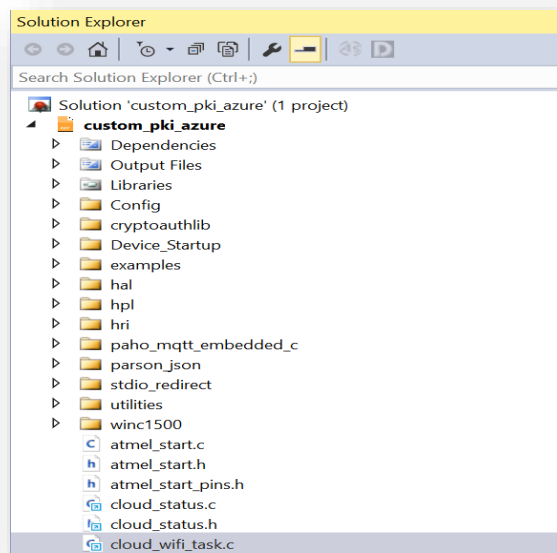 Solution Explorer
Search Solution Explorer (Ctrl+;)
Solution 'custom_pki_azure' (1 project)
custom_pki_azure
Dependencies
Output Files
Libraries
Config
cryptoauthlib
Device_Startup
examples
hal
hpl
hri
paho_mqtt_embedded_c
parson_json
stdio_redirect
utilities
winc1500
c atmel_start.c
h atmel_start.h
h atmel_start_pins.h
c cloud_status.c
h cloud_status.h
c cloud_wifi_task.c